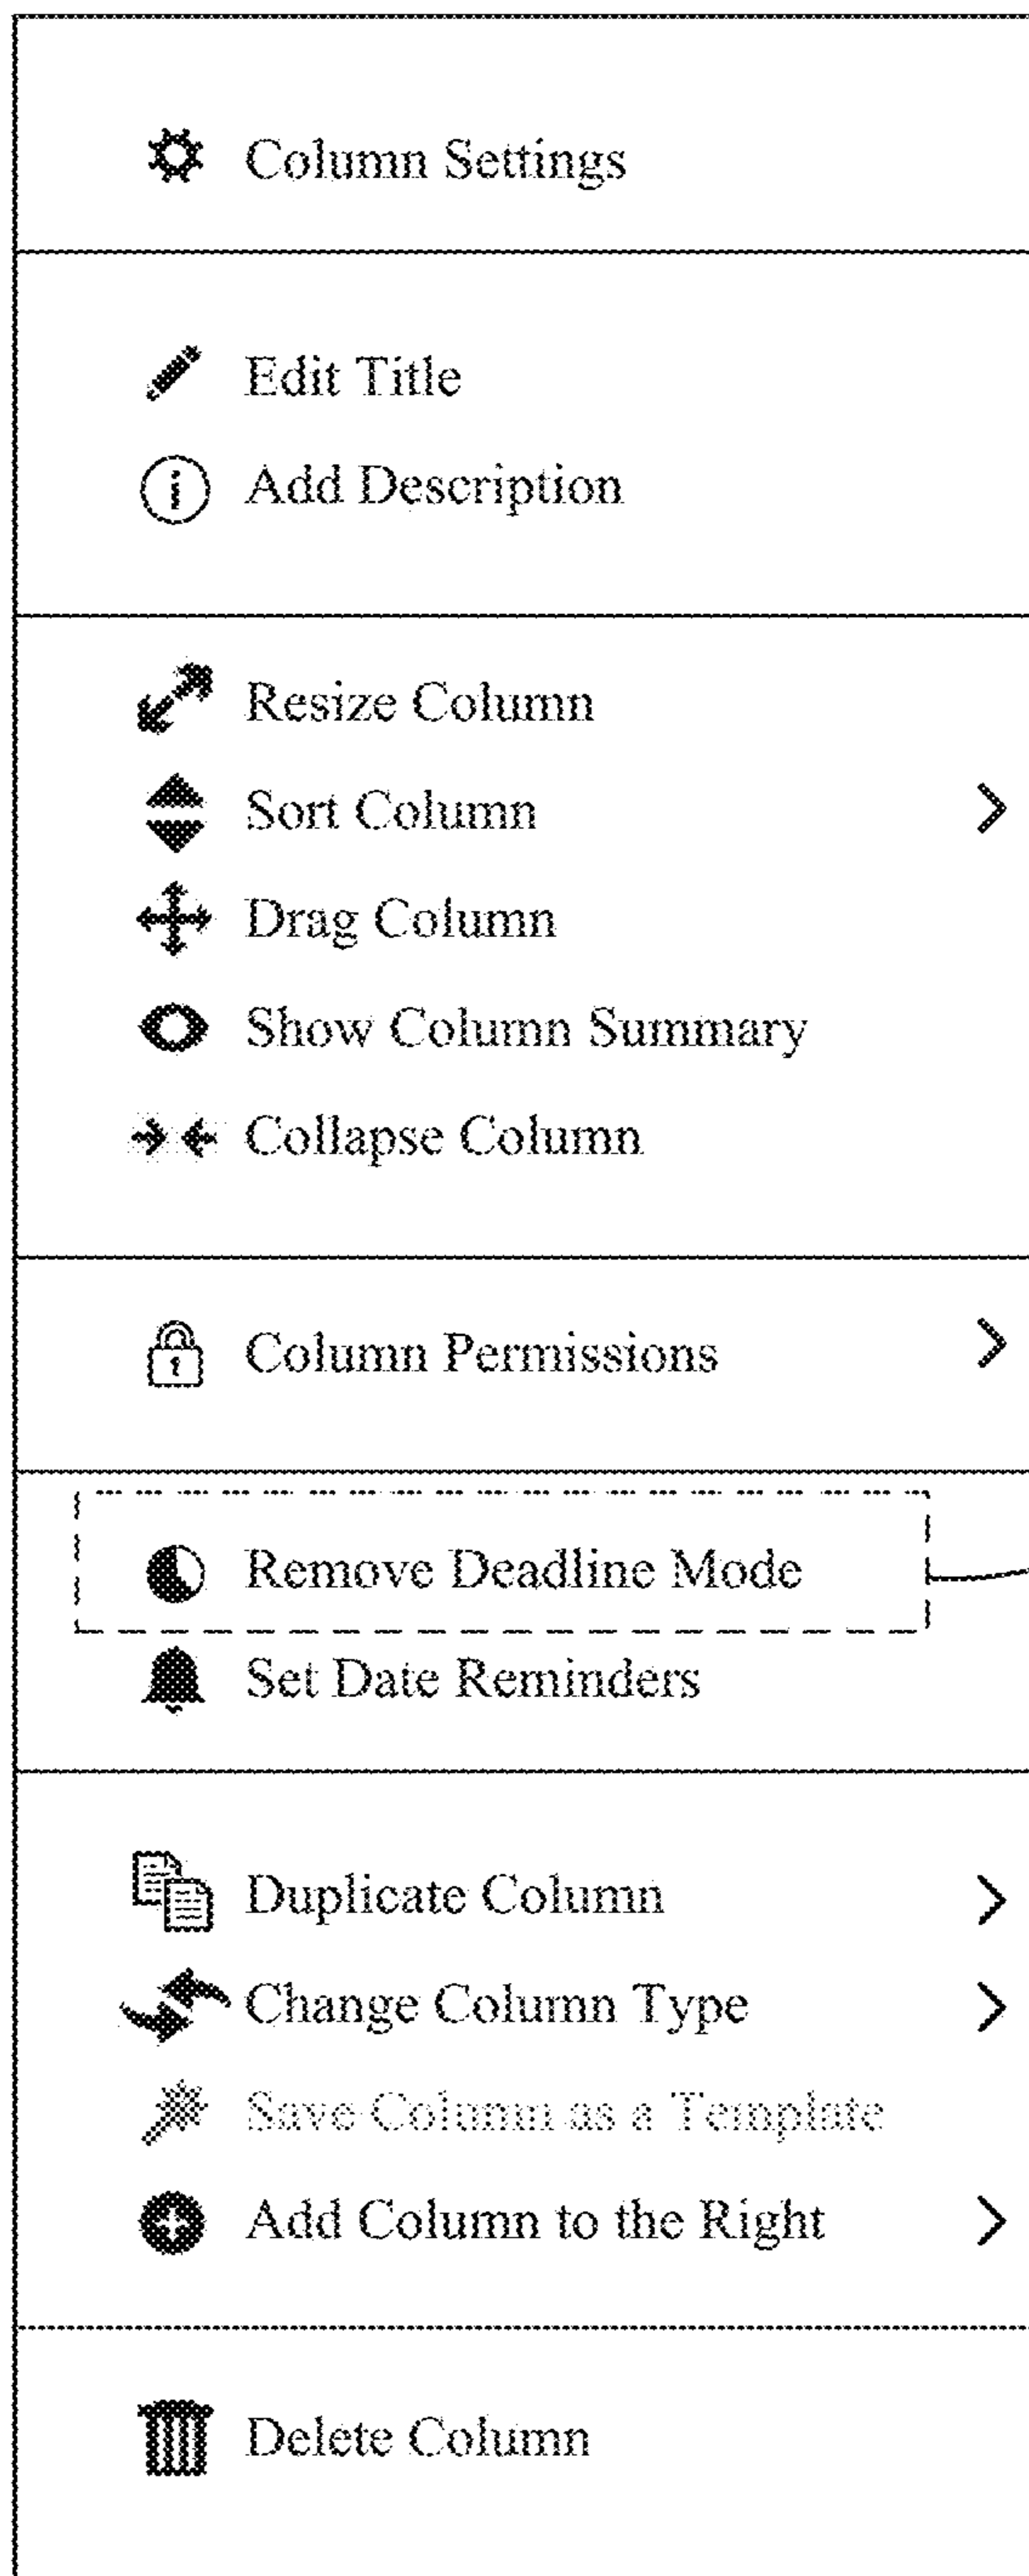 Column Settings
Edit Title
Add Description
Resize Column
Sort Column
Drag Column
Show Column Summary
Collapse Column
Column Permissions
Remove Deadline Mode
Set Date Reminders
Duplicate Column
Change Column Type
Save Column as a Template
Add Column to the Right
Delete Column